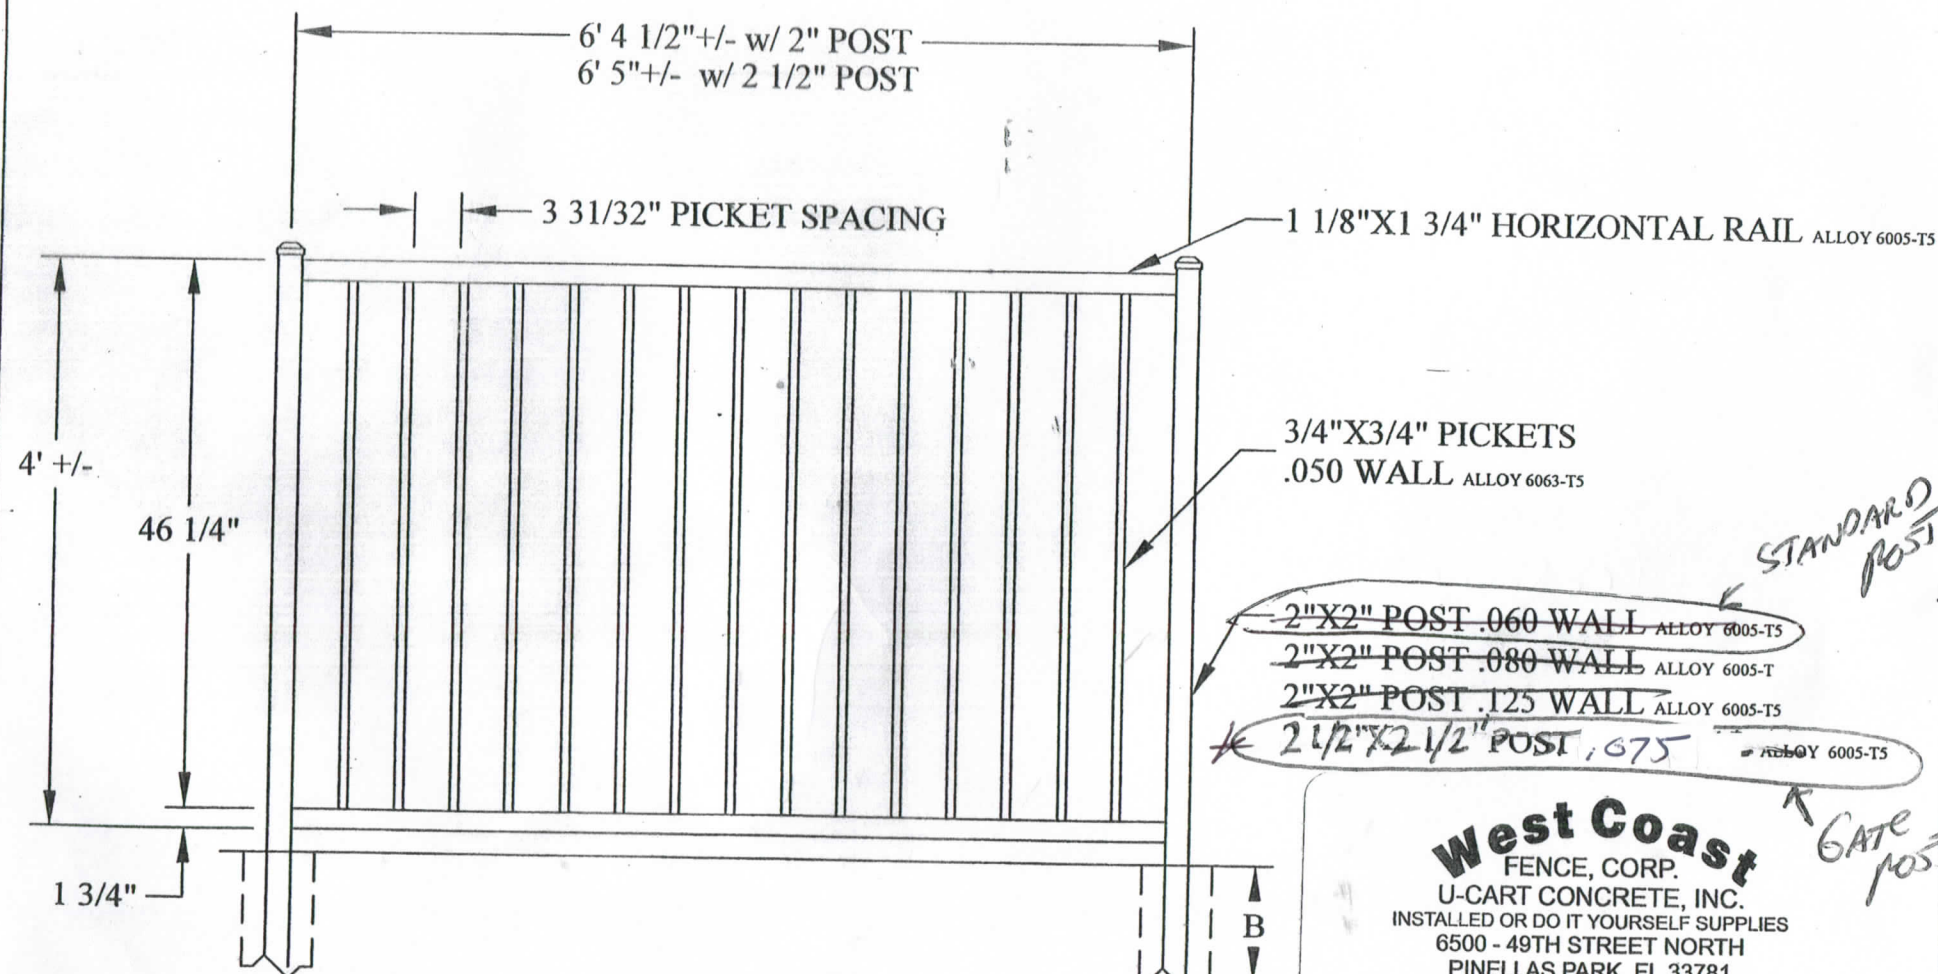 6' 4 1/2"+/- w/ 2" POST
6' 5"+/- w/ 2 1/2" POST
3 31/32" PICKET SPACING
1 1/8"X1 3/4" HORIZONTAL RAIL ALLOY 6005-T5
4' +/-
46 1/4"
3/4"X3/4" PICKETS
.050 WALL ALLOY 6063-T5
STANDARD
POST
2"X2" POST .060 WALL ALLOY 6005-T5
2"X2" POST .080 WALL ALLOY 6005-T
2"X2" POST .125 WALL ALLOY 6005-T5
2 1/2"X2 1/2" POST .075 ALLOY 6005-T5
GATE
POS
1 3/4"
B
West Coast
FENCE, CORP.
U-CART CONCRETE, INC.
INSTALLED OR DO IT YOURSELF SUPPLIES
6500 - 49TH STREET NORTH
PINELLAS PARK, FL 33781